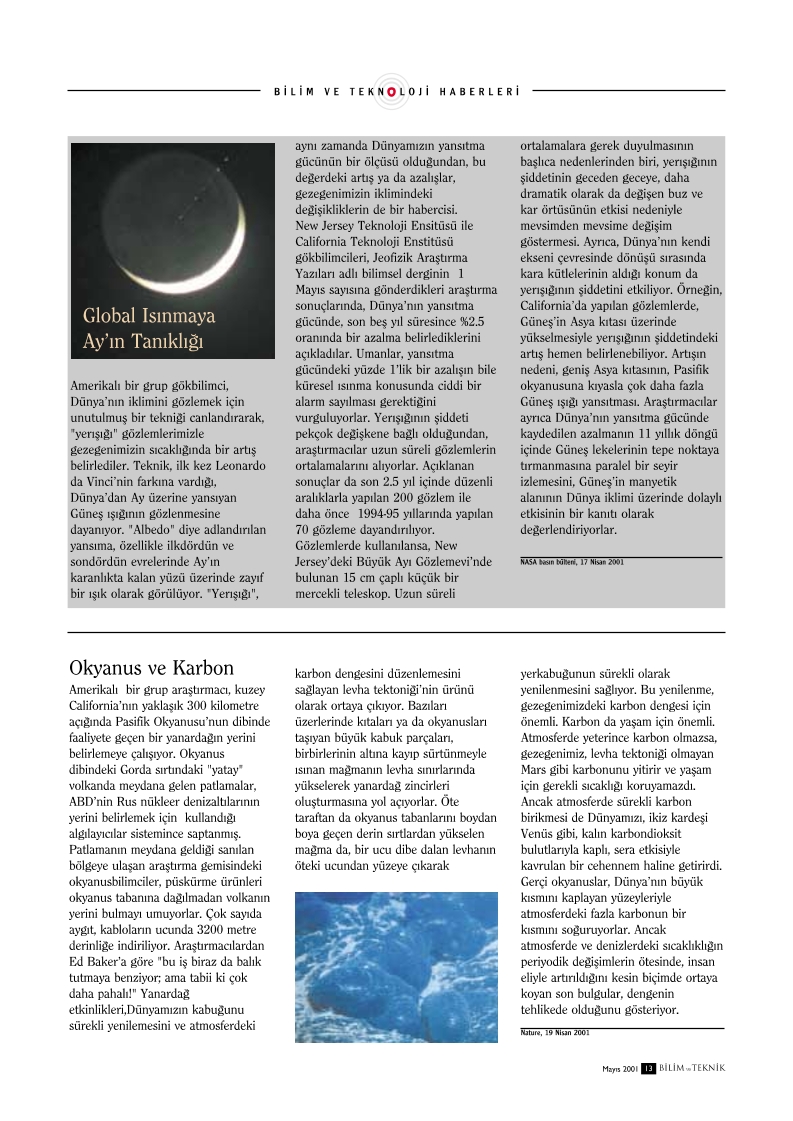 BİLİM VE TEKNOLOJİ HABERLERİ
Global Isınmaya
Ay’ın Tanıklığı
Amerikalı bir grup gökbilimci,
Dünya’nın iklimini gözlemek için
unutulmuş bir tekniği canlandırarak,
"yerışığı" gözlemlerimizle
gezegenimizin sıcaklığında bir artış
belirlediler. Teknik, ilk kez Leonardo
da Vinci’nin farkına vardığı,
Dünya’dan Ay üzerine yansıyan
Güneş ışığının gözlenmesine
dayanıyor. "Albedo" diye adlandırılan
yansıma, özellikle ilkdördün ve
sondördün evrelerinde Ay’ın
karanlıkta kalan yüzü üzerinde zayıf
bir ışık olarak görülüyor. "Yerışığı",
aynı zamanda Dünyamızın yansıtma
gücünün bir ölçüsü olduğundan, bu
değerdeki artış ya da azalışlar,
gezegenimizin iklimindeki
değişikliklerin de bir habercisi.
New Jersey Teknoloji Ensitüsü ile
California Teknoloji Enstitüsü
gökbilimcileri, Jeofizik Araştırma
Yazıları adlı bilimsel derginin 1
Mayıs sayısına gönderdikleri araştırma
sonuçlarında, Dünya’nın yansıtma
gücünde, son beş yıl süresince %2.5
oranında bir azalma belirlediklerini
açıkladılar. Umanlar, yansıtma
gücündeki yüzde 1’lik bir azalışın bile
küresel ısınma konusunda ciddi bir
alarm sayılması gerektiğini
vurguluyorlar. Yerışığının şiddeti
pekçok değişkene bağlı olduğundan,
araştırmacılar uzun süreli gözlemlerin
ortalamalarını alıyorlar. Açıklanan
sonuçlar da son 2.5 yıl içinde düzenli
aralıklarla yapılan 200 gözlem ile
daha önce 1994-95 yıllarında yapılan
70 gözleme dayandırılıyor.
Gözlemlerde kullanılansa, New
Jersey’deki Büyük Ayı Gözlemevi’nde
bulunan 15 cm çaplı küçük bir
mercekli teleskop. Uzun süreli
ortalamalara gerek duyulmasının
başlıca nedenlerinden biri, yerışığının
şiddetinin geceden geceye, daha
dramatik olarak da değişen buz ve
kar örtüsünün etkisi nedeniyle
mevsimden mevsime değişim
göstermesi. Ayrıca, Dünya’nın kendi
ekseni çevresinde dönüşü sırasında
kara kütlelerinin aldığı konum da
yerışığının şiddetini etkiliyor. Örneğin,
California’da yapılan gözlemlerde,
Güneş’in Asya kıtası üzerinde
yükselmesiyle yerışığının şiddetindeki
artış hemen belirlenebiliyor. Artışın
nedeni, geniş Asya kıtasının, Pasifik
okyanusuna kıyasla çok daha fazla
Güneş ışığı yansıtması. Araştırmacılar
ayrıca Dünya’nın yansıtma gücünde
kaydedilen azalmanın 11 yıllık döngü
içinde Güneş lekelerinin tepe noktaya
tırmanmasına paralel bir seyir
izlemesini, Güneş’in manyetik
alanının Dünya iklimi üzerinde dolaylı
etkisinin bir kanıtı olarak
değerlendiriyorlar.
NASA basın bülteni, 17 Nisan 2001
Okyanus ve Karbon
Amerikalı bir grup araştırmacı, kuzey
California’nın yaklaşık 300 kilometre
açığında Pasifik Okyanusu’nun dibinde
faaliyete geçen bir yanardağın yerini
belirlemeye çalışıyor. Okyanus
dibindeki Gorda sırtındaki "yatay"
volkanda meydana gelen patlamalar,
ABD’nin Rus nükleer denizaltılarının
yerini belirlemek için kullandığı
algılayıcılar sistemince saptanmış.
Patlamanın meydana geldiği sanılan
bölgeye ulaşan araştırma gemisindeki
okyanusbilimciler, püskürme ürünleri
okyanus tabanına dağılmadan volkanın
yerini bulmayı umuyorlar. Çok sayıda
aygıt, kabloların ucunda 3200 metre
derinliğe indiriliyor. Araştırmacılardan
Ed Baker’a göre "bu iş biraz da balık
tutmaya benziyor; ama tabii ki çok
daha pahalı!" Yanardağ
etkinlikleri,Dünyamızın kabuğunu
sürekli yenilemesini ve atmosferdeki
karbon dengesini düzenlemesini
sağlayan levha tektoniği’nin ürünü
olarak ortaya çıkıyor. Bazıları
üzerlerinde kıtaları ya da okyanusları
taşıyan büyük kabuk parçaları,
birbirlerinin altına kayıp sürtünmeyle
ısınan mağmanın levha sınırlarında
yükselerek yanardağ zincirleri
oluşturmasına yol açıyorlar. Öte
taraftan da okyanus tabanlarını boydan
boya geçen derin sırtlardan yükselen
mağma da, bir ucu dibe dalan levhanın
öteki ucundan yüzeye çıkarak
yerkabuğunun sürekli olarak
yenilenmesini sağlıyor. Bu yenilenme,
gezegenimizdeki karbon dengesi için
önemli. Karbon da yaşam için önemli.
Atmosferde yeterince karbon olmazsa,
gezegenimiz, levha tektoniği olmayan
Mars gibi karbonunu yitirir ve yaşam
için gerekli sıcaklığı koruyamazdı.
Ancak atmosferde sürekli karbon
birikmesi de Dünyamızı, ikiz kardeşi
Venüs gibi, kalın karbondioksit
bulutlarıyla kaplı, sera etkisiyle
kavrulan bir cehennem haline getirirdi.
Gerçi okyanuslar, Dünya’nın büyük
kısmını kaplayan yüzeyleriyle
atmosferdeki fazla karbonun bir
kısmını soğuruyorlar. Ancak
atmosferde ve denizlerdeki sıcaklıklığın
periyodik değişimlerin ötesinde, insan
eliyle artırıldığını kesin biçimde ortaya
koyan son bulgular, dengenin
tehlikede olduğunu gösteriyor.
Nature, 19 Nisan 2001
Mayıs 2001 13 BİLİM ve TEKNİK